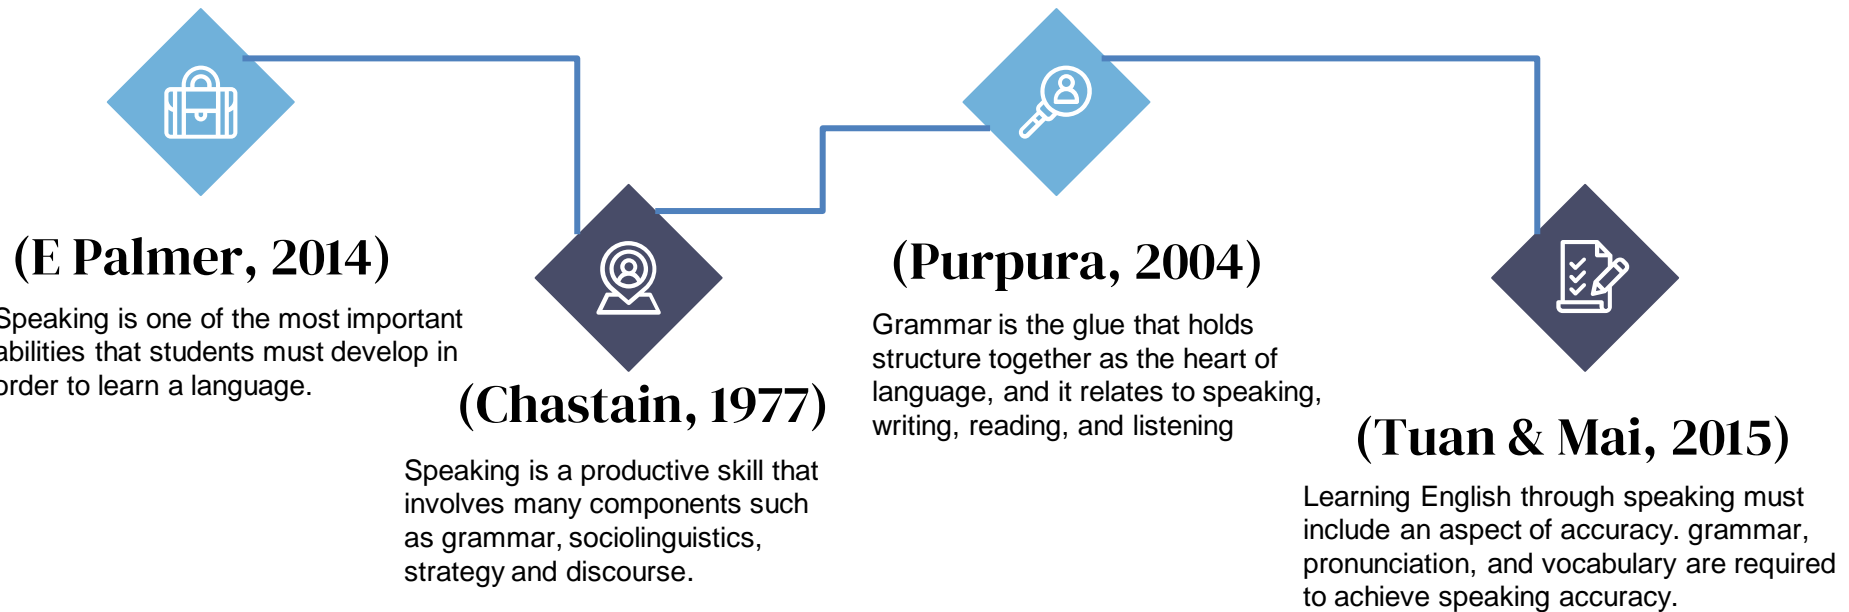 (E Palmer, 2014)
Speaking is one of the most important
abilities that students must develop in
order to learn a language.
(Chastain, 1977)
Speaking is a productive skill that
involves many components such
as grammar, sociolinguistics,
strategy and discourse.
(Purpura, 2004)
Grammar is the glue that holds
structure together as the heart of
language, and it relates to speaking,
writing, reading, and listening
(Tuan & Mai, 2015)
Learning English through speaking must
include an aspect of accuracy. grammar,
pronunciation, and vocabulary are required
to achieve speaking accuracy.